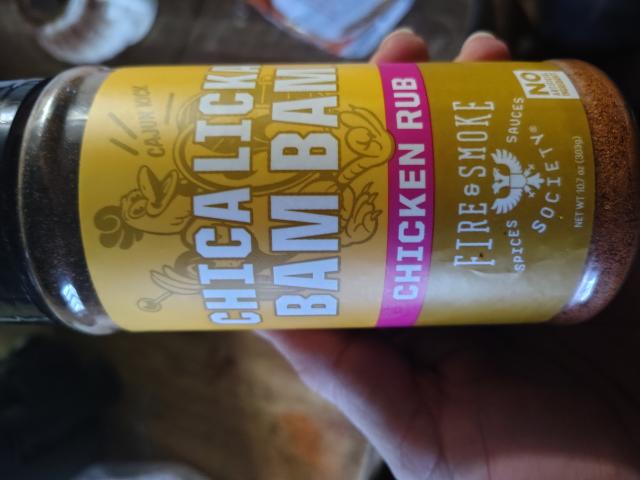 CAJUN KICK
CHICA LICKA
BAM BAM
CHICKEN RUB
FIRE & SMOKE
SPICES SAUCES
SOCIETY®
NO
NET WT 10.7 oz (303g)